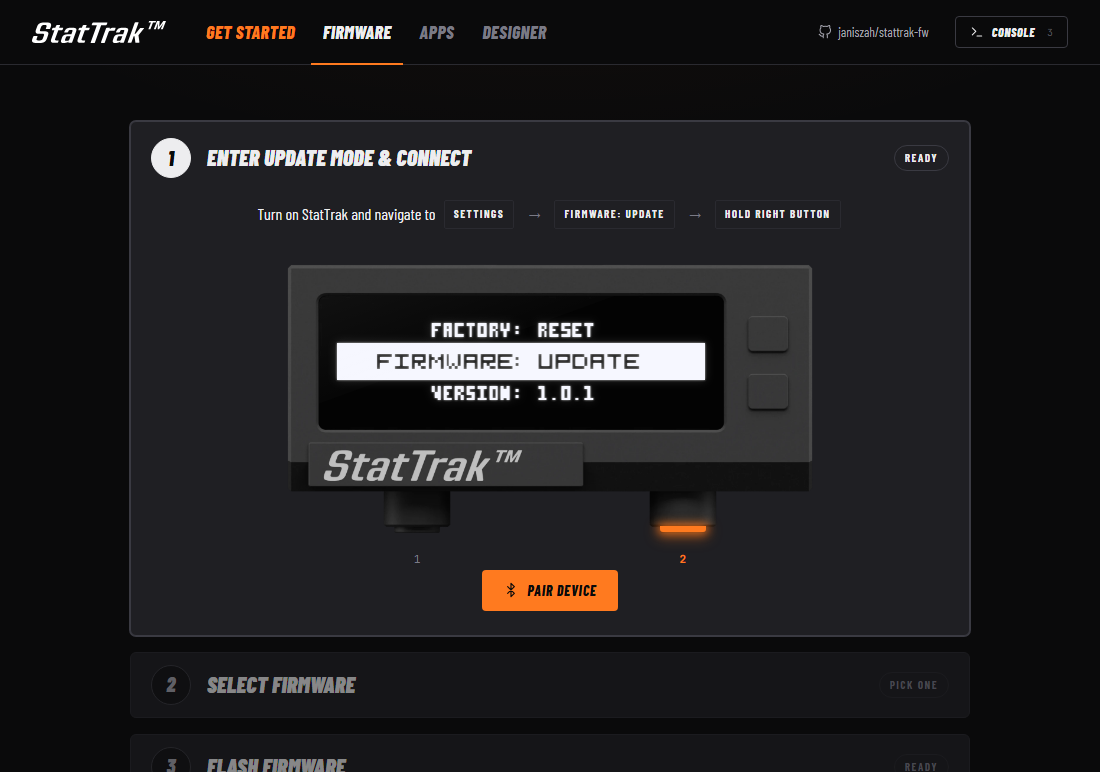 StatTrak™ GET STARTED FIRMWARE APPS DESIGNER janiszah/stattrak-fw >_ CONSOLE 3
1 ENTER UPDATE MODE & CONNECT READY
Turn on StatTrak and navigate to SETTINGS → FIRMWARE: UPDATE → HOLD RIGHT BUTTON
FACTORY: RESET
FIRMWARE: UPDATE
VERSION: 1.0.1
StatTrak™
1 2
PAIR DEVICE
2 SELECT FIRMWARE PICK ONE
3 FLASH FIRMWARE READY